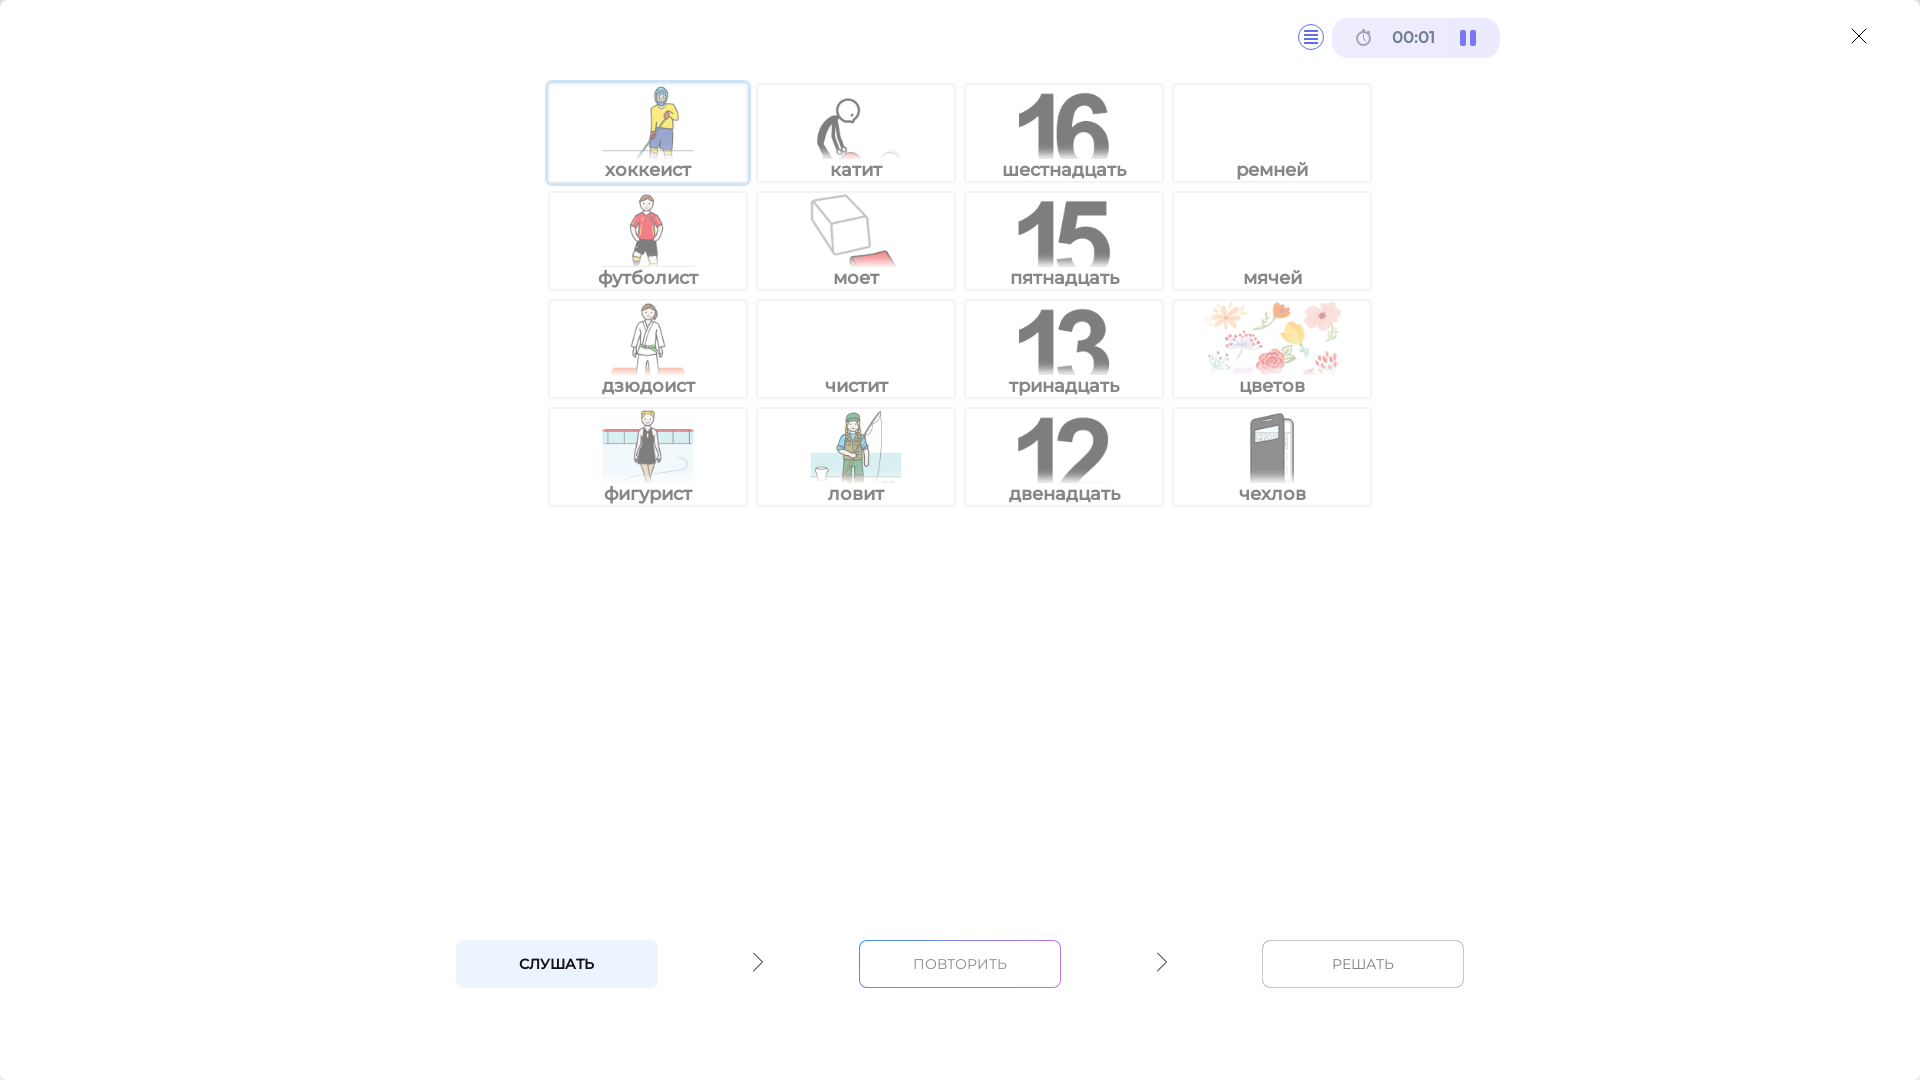 00:01
хоккеист катит 16 шестнадцать ремней
футболист моет 15 пятнадцать мячей
дзюдоист чистит 13 тринадцать цветов
фигурист ловит 12 двенадцать чехлов
СЛУШАТЬ ПОВТОРИТЬ РЕШАТЬ